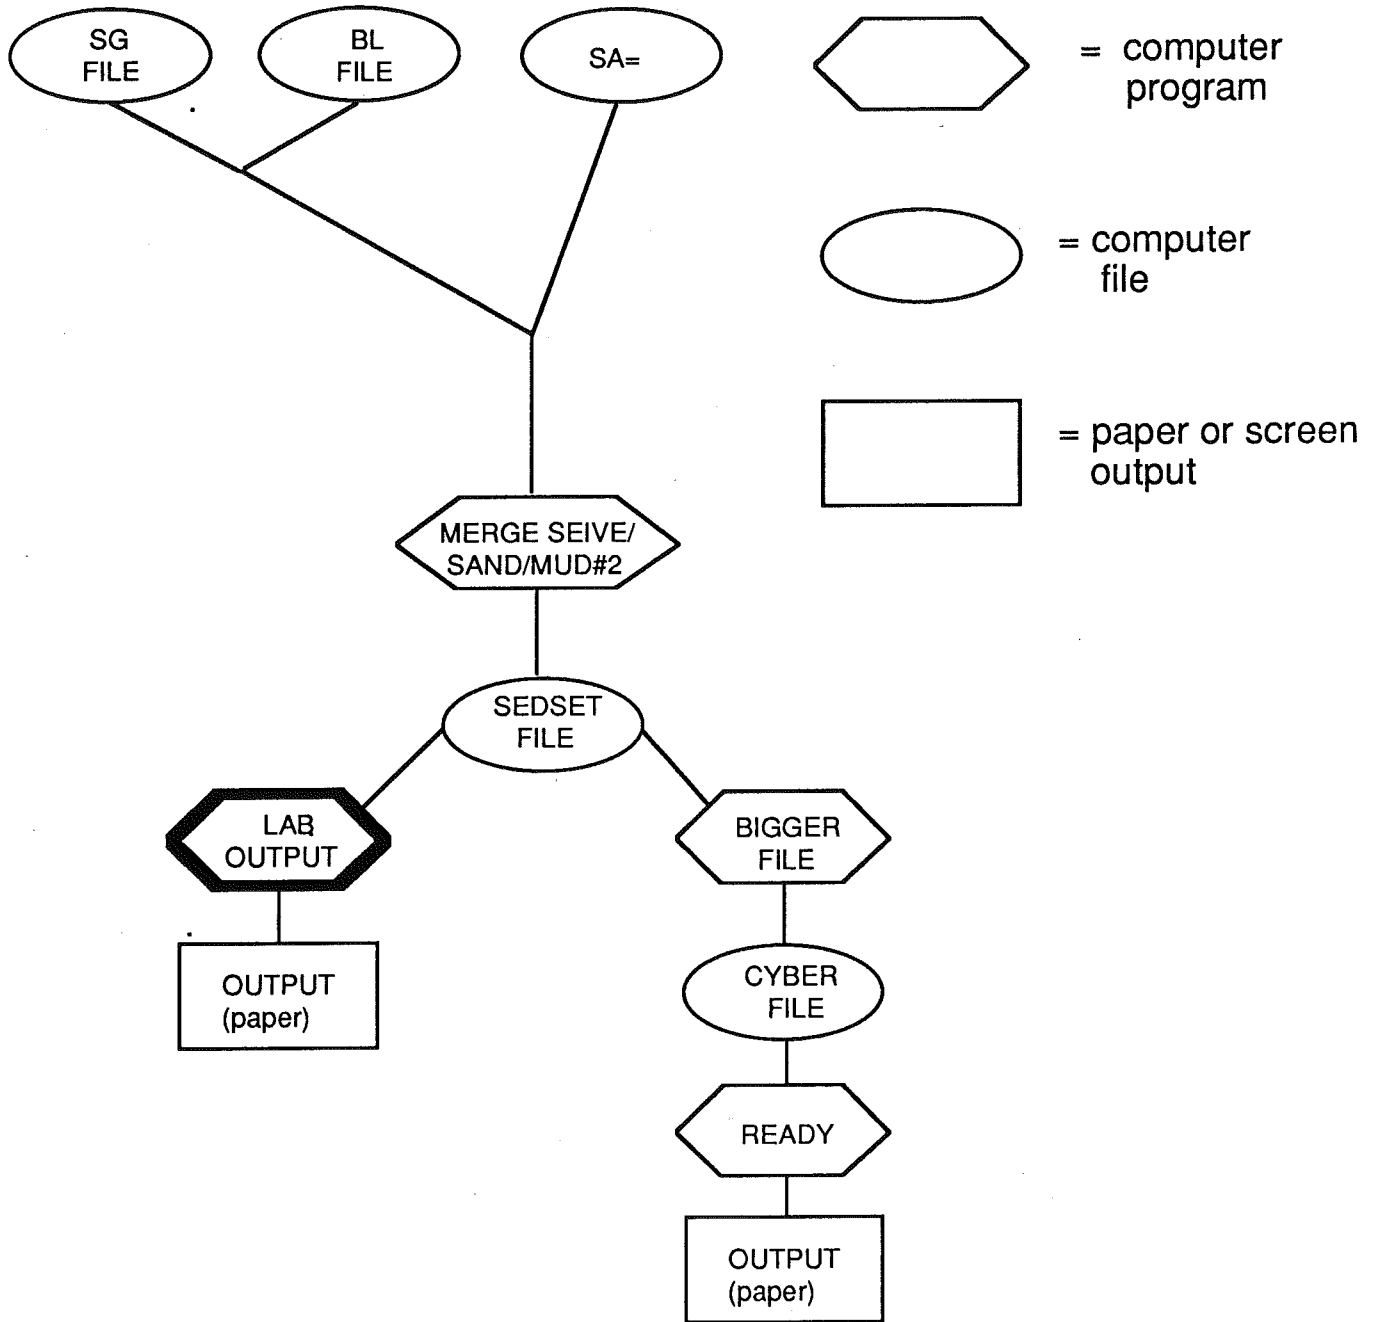 SG
FILE
BL
FILE
SA=
= computer
program
= computer
file
= paper or screen
output
MERGE SEIVE/
SAND/MUD#2
SEDSET
FILE
LAB
OUTPUT
BIGGER
FILE
OUTPUT
(paper)
CYBER
FILE
READY
OUTPUT
(paper)